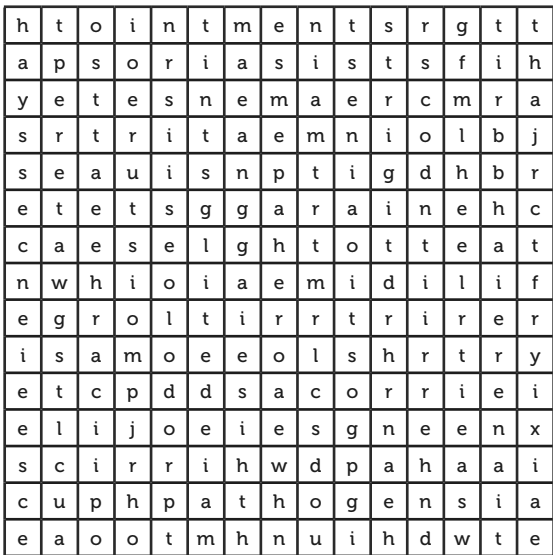 h t o i n t m e n t s r g t t
a p s o r i a s i s t s f i h
y e t e s n e m a e r c m r a
s r t r i t a e m n i o l b j
s e a u i s n p t i g d h b r
e t e t s g g a r a i n e h c
c a e s e l g h t o t t e a t
n w h i o i a e m i d i l i f
e g r o l t i r r t r i r e r
i s a m o e e o l s h r t r y
e t c p d d s a c o r r i e i
e l i j o e i e s g n e e n x
s c i r r i h w d p a h a a i
c u p h p a t h o g e n s i a
e a o o t m h n u i h d w t e